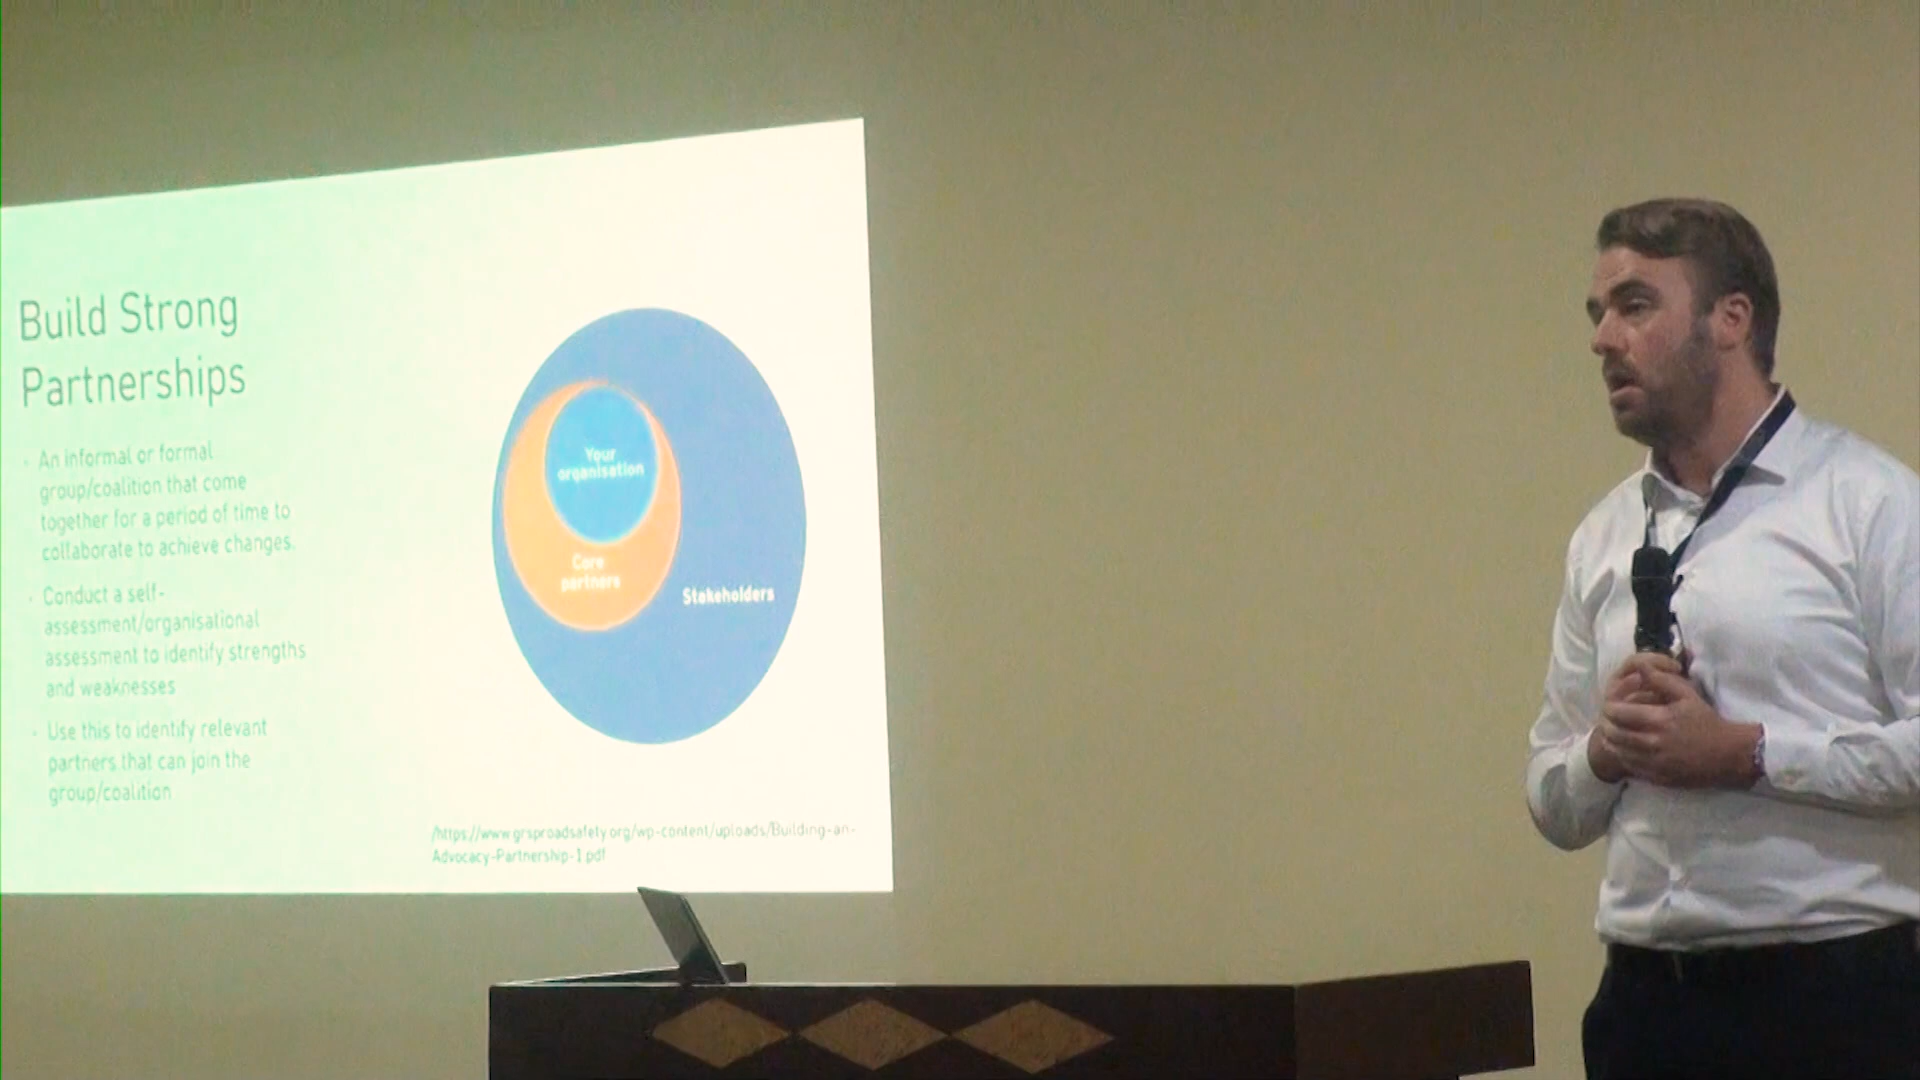 Build Strong
Partnerships
· An informal or formal
group/coalition that come
together for a period of time to
collaborate to achieve changes.
· Conduct a self-
assessment/organisational
assessment to identify strengths
and weaknesses
· Use this to identify relevant
partners that can join the
group/coalition
Your
organisation
Core
partners
Stakeholders
/https://www.grsproadsafety.org/wp-content/uploads/Building-an-
Advocacy-Partnership-1.pdf